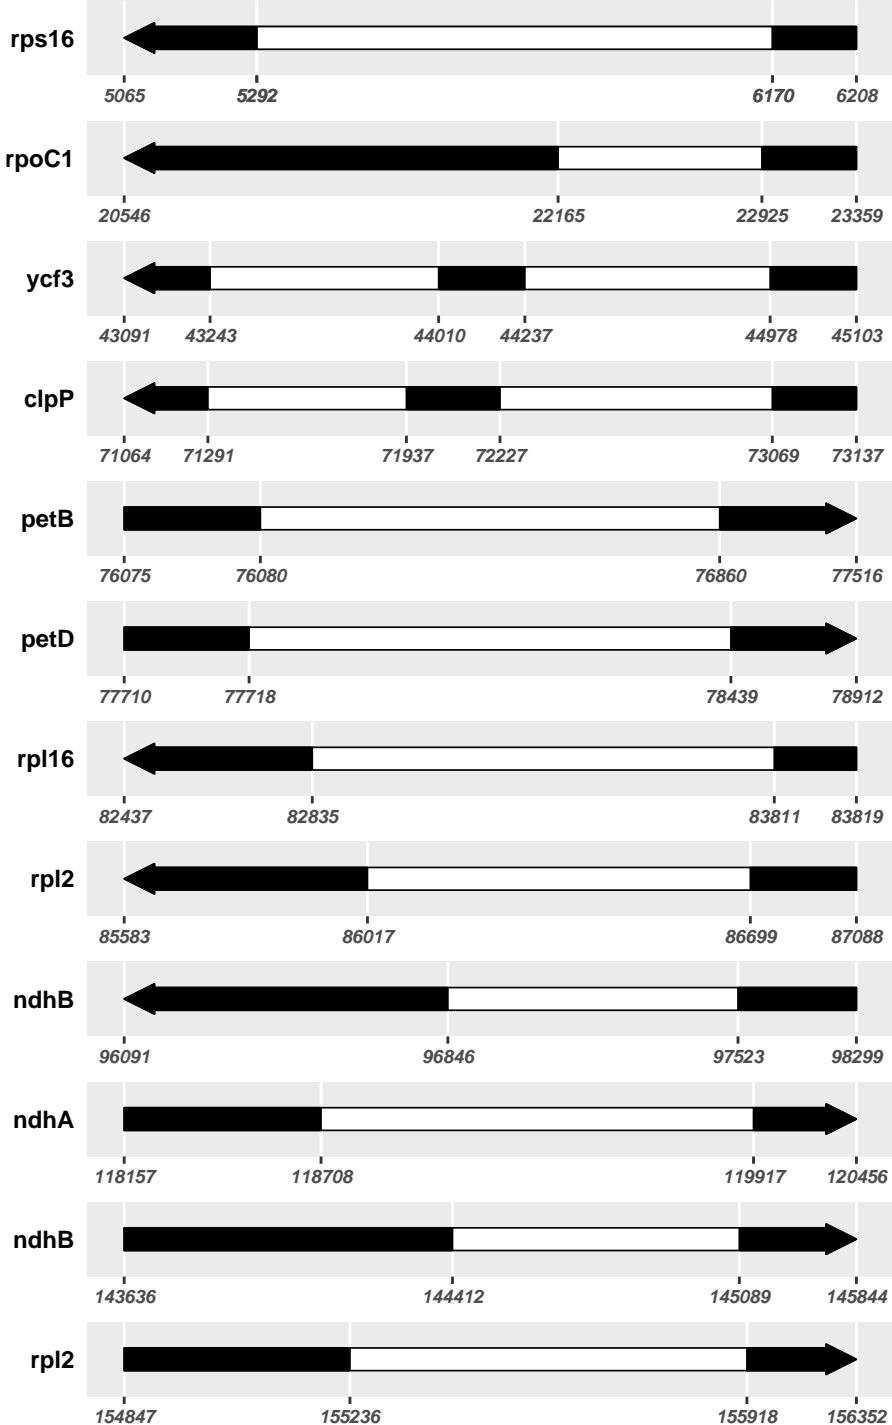 rps16
5065 5292 6170 6208
rpoC1
20546 22165 22925 23359
ycf3
43091 43243 44010 44237 44978 45103
clpP
71064 71291 71937 72227 73069 73137
petB
76075 76080 76860 77516
petD
77710 77718 78439 78912
rpl16
82437 82835 83811 83819
rpl2
85583 86017 86699 87088
ndhB
96091 96846 97523 98299
ndhA
118157 118708 119917 120456
ndhB
143636 144412 145089 145844
rpl2
154847 155236 155918 156352